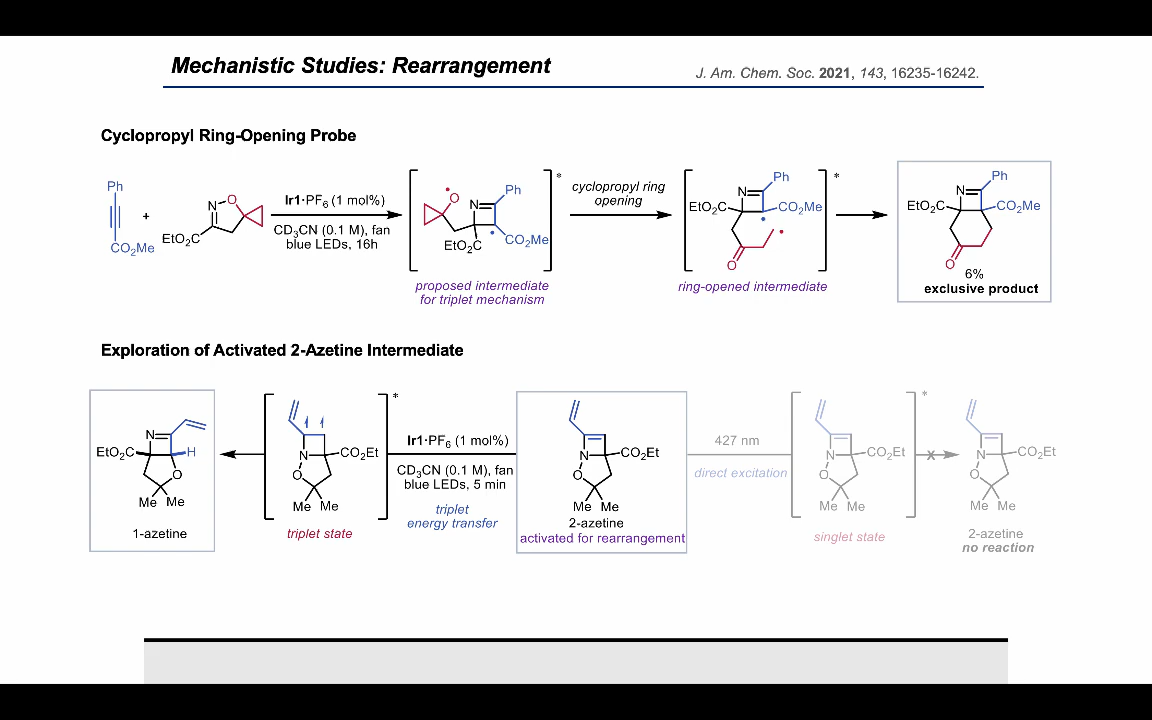 Mechanistic Studies: Rearrangement
J. Am. Chem. Soc. 2021, 143, 16235-16242.
Cyclopropyl Ring-Opening Probe
Ph
CO₂Me
+
N
O
EtO₂C
Ir1·PF₆ (1 mol%)
CD₃CN (0.1 M), fan
blue LEDs, 16h
O
N
Ph
EtO₂C
CO₂Me
*
proposed intermediate
for triplet mechanism
cyclopropyl ring
opening
N
Ph
EtO₂C
CO₂Me
O
*
ring-opened intermediate
N
Ph
EtO₂C
CO₂Me
O
6%
exclusive product
Exploration of Activated 2-Azetine Intermediate
N
EtO₂C
H
O
Me Me
1-azetine
N
CO₂Et
O
Me Me
*
triplet state
Ir1·PF₆ (1 mol%)
CD₃CN (0.1 M), fan
blue LEDs, 5 min
triplet
energy transfer
N
CO₂Et
O
Me Me
2-azetine
activated for rearrangement
427 nm
direct excitation
N
CO₂Et
O
Me Me
*
singlet state
x
N
CO₂Et
O
Me Me
2-azetine
no reaction